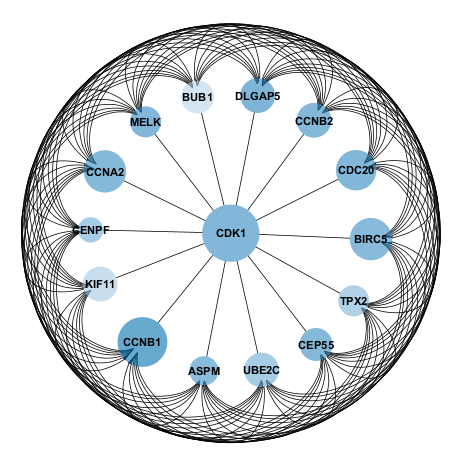 BUB1
DLGAP5
MELK
CCNB2
CCNA2
CDC20
CENPF
CDK1
BIRC5
KIF11
TPX2
CCNB1
CEP55
ASPM
UBE2C